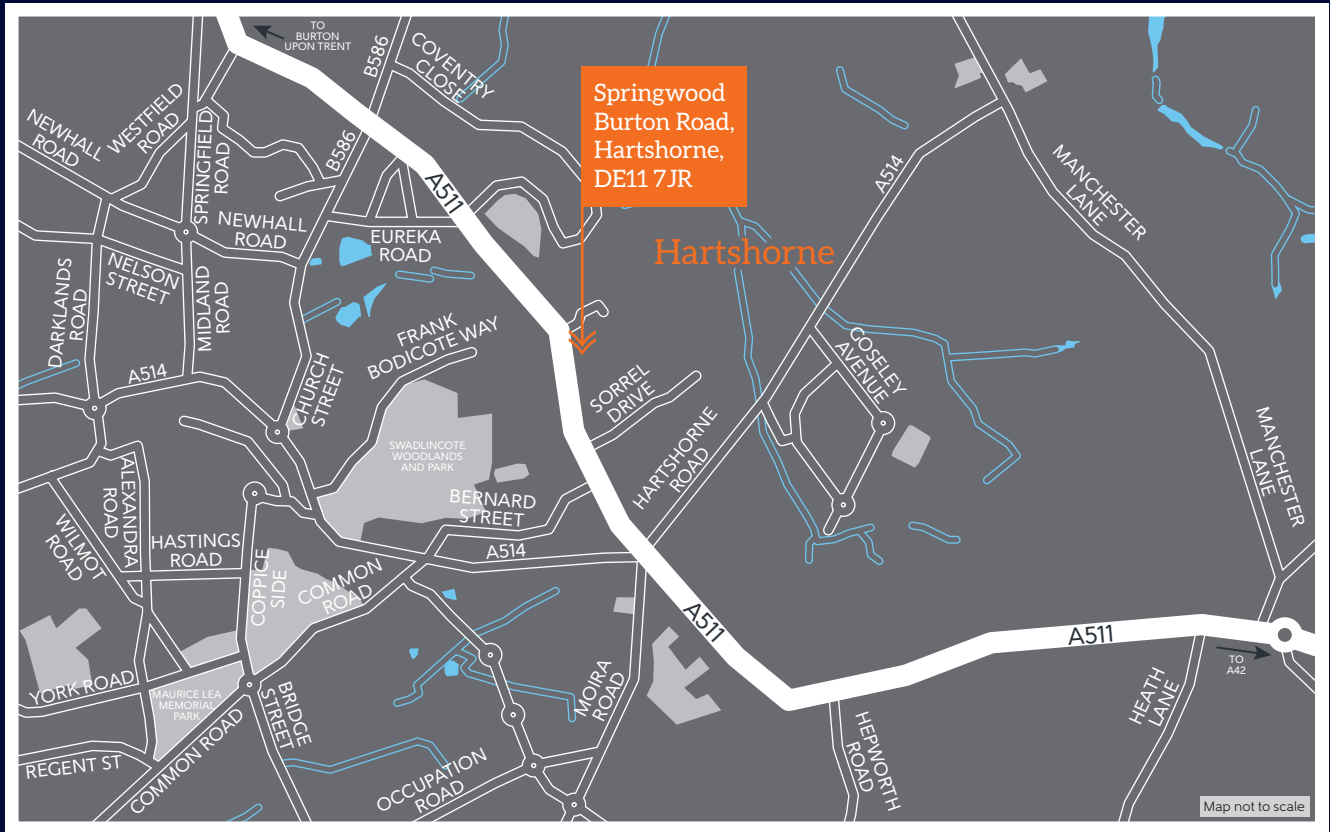 TO
BURTON
UPON TRENT
B586
COVENTRY
CLOSE
WESTFIELD
ROAD
NEWHALL
ROAD
SPRINGFIELD
ROAD
B586
A511
Springwood
Burton Road,
Hartshorne,
DE11 7JR
A514
MANCHESTER
LANE
NEWHALL
ROAD
EUREKA
ROAD
Hartshorne
DARKLANDS
ROAD
NELSON
STREET
MIDLAND
ROAD
FRANK
BODICOTE WAY
A514
CHURCH
STREET
SORREL
DRIVE
GOSELEY
AVENUE
SWADLINCOTE
WOODLANDS
AND PARK
HARTSHORNE
ROAD
MANCHESTER
LANE
ALEXANDRA
ROAD
WILMOT
ROAD
HASTINGS
ROAD
BERNARD
STREET
A514
COPPICE
SIDE
COMMON
ROAD
A511
A511
TO
A42
YORK ROAD
MAURICE LEA
MEMORIAL
PARK
BRIDGE
STREET
MOIRA
ROAD
HEATH
LANE
REGENT ST
COMMON ROAD
OCCUPATION
ROAD
HEPWORTH
ROAD
Map not to scale